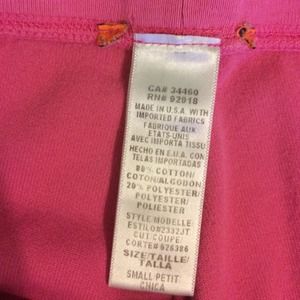 CA# 34460
RN# 92018
MADE IN U.S.A. WITH
IMPORTED FABRICS
FABRIQUE AUX
ETATS-UNIS
AVEC IMPORTA TISSU
HECHO EN E.U.A. CON
TELAS IMPORTADAS
80% COTTON/
COTON/ALGODON
20% POLYESTER/
POLYESTER/
POLIESTER
STYLE/MODELLE/
ESTILO#2332JT
CUT/COUPE/
CORTE# 926386
SIZE/TAILLE/
TALLA
SMALL/PETIT/
CHICA